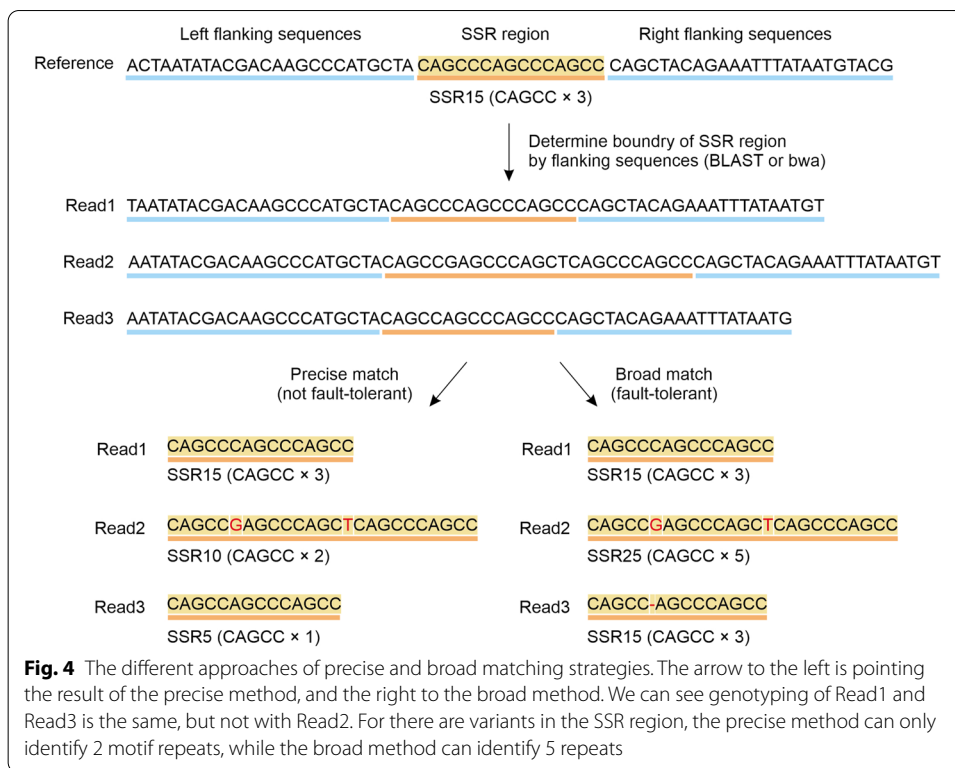 Left flanking sequences SSR region Right flanking sequences
Reference ACTAATATACGACAAGCCCATGCTA CAGCCCAGCCCAGCC CAGCTACAGAAATTTATAATGTACG
SSR15 (CAGCC × 3)
Determine boundry of SSR region
by flanking sequences (BLAST or bwa)
Read1 TAATATACGACAAGCCCATGCTACAGCCCAGCCCAGCCCAGCTACAGAAATTTATAATGT
Read2 AATATACGACAAGCCCATGCTACAGCCGAGCCCAGCTCAGCCCAGCCCAGCTACAGAAATTTATAATGT
Read3 AATATACGACAAGCCCATGCTACAGCCAGCCCAGCCCAGCTACAGAAATTTATAATG
Precise match Broad match
(not fault-tolerant) (fault-tolerant)
Read1 CAGCCCAGCCCAGCC Read1 CAGCCCAGCCCAGCC
SSR15 (CAGCC × 3) SSR15 (CAGCC × 3)
Read2 CAGCCGAGCCCAGCTCAGCCCAGCC Read2 CAGCCGAGCCCAGCTCAGCCCAGCC
SSR10 (CAGCC × 2) SSR25 (CAGCC × 5)
Read3 CAGCCAGCCCAGCC Read3 CAGCC-AGCCCAGCC
SSR5 (CAGCC × 1) SSR15 (CAGCC × 3)
Fig. 4 The different approaches of precise and broad matching strategies. The arrow to the left is pointing
the result of the precise method, and the right to the broad method. We can see genotyping of Read1 and
Read3 is the same, but not with Read2. For there are variants in the SSR region, the precise method can only
identify 2 motif repeats, while the broad method can identify 5 repeats